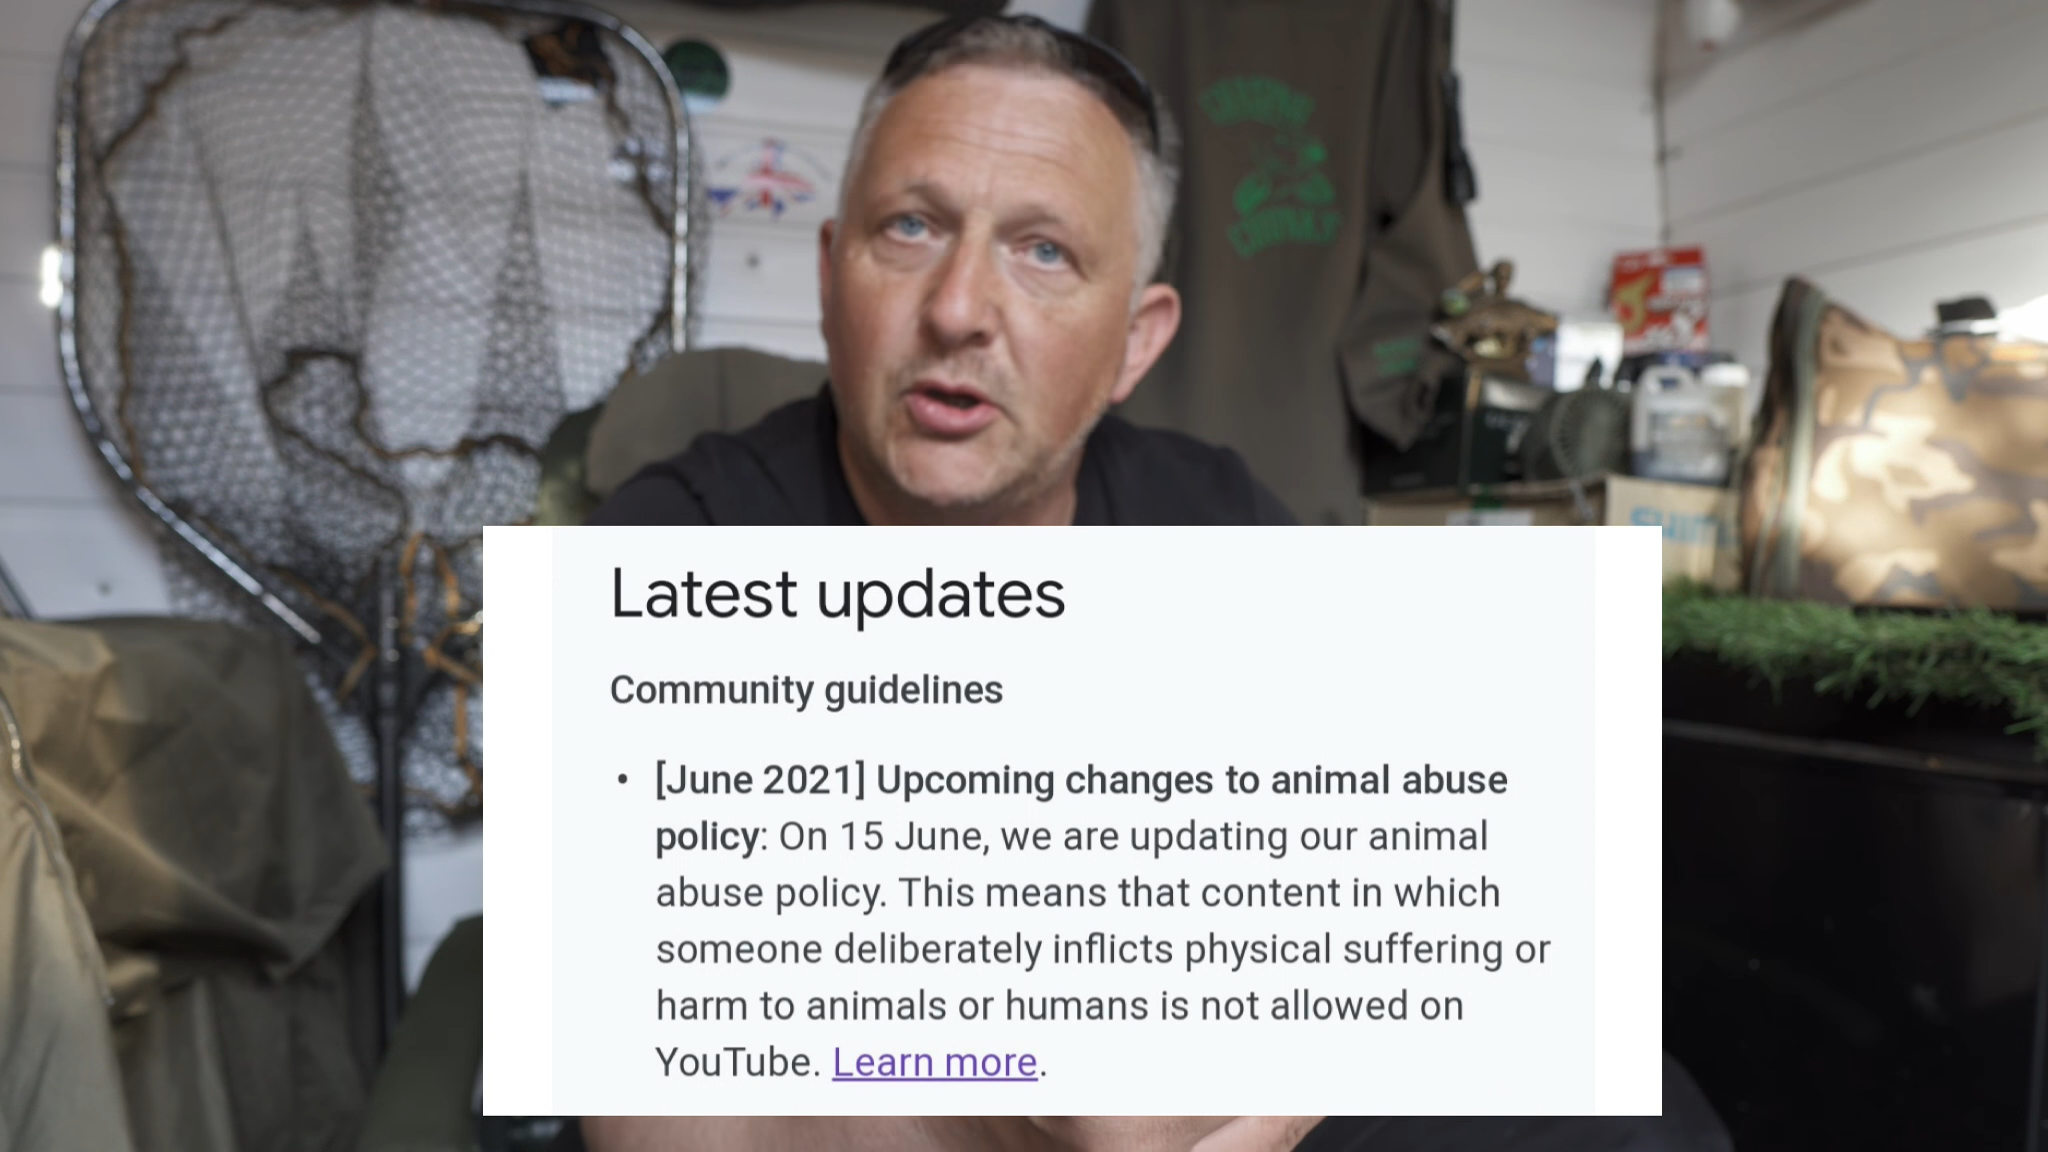 Latest updates
Community guidelines
• [June 2021] Upcoming changes to animal abuse
policy: On 15 June, we are updating our animal
abuse policy. This means that content in which
someone deliberately inflicts physical suffering or
harm to animals or humans is not allowed on
YouTube. Learn more.